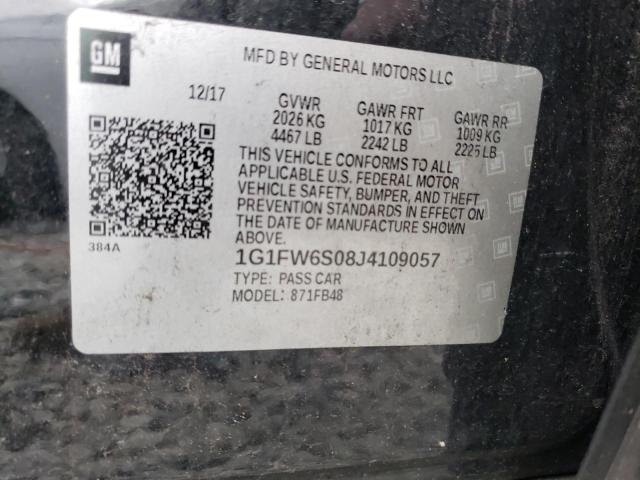 GM
MFD BY GENERAL MOTORS LLC
12/17 GVWR GAWR FRT GAWR RR
2026 KG 1017 KG 1009 KG
4467 LB 2242 LB 2225 LB
THIS VEHICLE CONFORMS TO ALL
APPLICABLE U.S. FEDERAL MOTOR
VEHICLE SAFETY, BUMPER, AND THEFT
PREVENTION STANDARDS IN EFFECT ON
THE DATE OF MANUFACTURE SHOWN
ABOVE.
384A
1G1FW6S08J4109057
TYPE: PASS CAR
MODEL: 871FB48